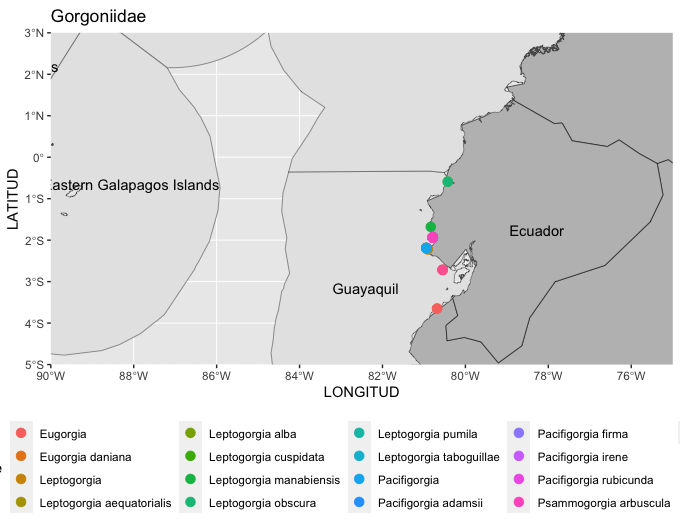 Gorgoniidae
3°N
2°N
1°N
0°
1°S
2°S
3°S
4°S
5°S
LATITUD
s
Eastern Galapagos Islands
Ecuador
Guayaquil
90°W 88°W 86°W 84°W 82°W 80°W 78°W 76°W
LONGITUD
e
Eugorgia
Eugorgia daniana
Leptogorgia
Leptogorgia aequatorialis
Leptogorgia alba
Leptogorgia cuspidata
Leptogorgia manabiensis
Leptogorgia obscura
Leptogorgia pumila
Leptogorgia taboguillae
Pacifigorgia
Pacifigorgia adamsii
Pacifigorgia firma
Pacifigorgia irene
Pacifigorgia rubicunda
Psammogorgia arbuscula